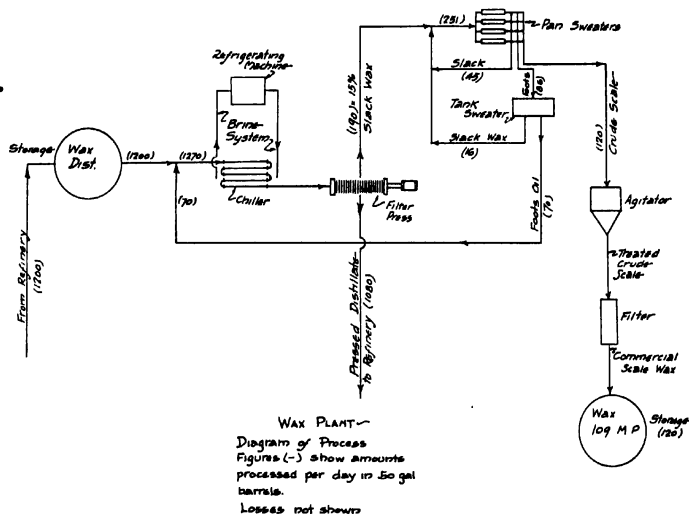 Refrigerating
Machine
Brine
System
Storage
Wax
Dist.
(1200)
(1270)
(70)
Chiller
From Refinery
(1200)
(190) = 15%
Slack Wax
Filter
Press
Pressed Distillate
to Refinery (1080)
(251)
Pan Sweaters
Slack
(45)
Foots
(86)
Tank
Sweater
Slack Wax
(16)
Foots Oil
(70)
(120)
Crude Scale
Agitator
Treated
Crude
Scale
Filter
Commercial
Scale Wax
Wax
109 M P
Storage
(120)
WAX PLANT
Diagram of Process
Figures (-) show amounts
processed per day in 50 gal
barrels.
Losses not shown